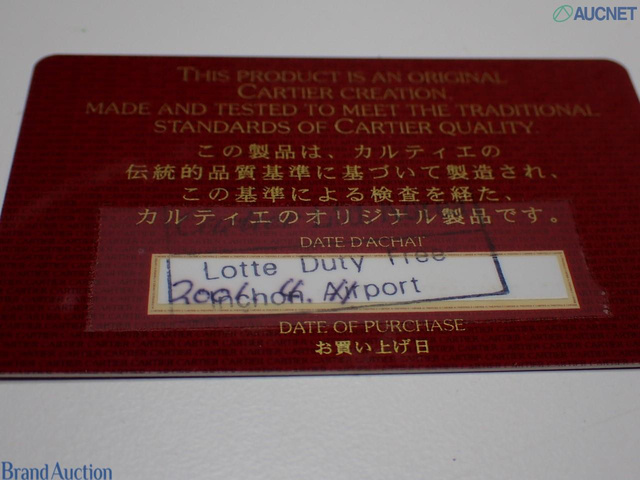 AUCNET
THIS PRODUCT IS AN ORIGINAL
CARTIER CREATION.
MADE AND TESTED TO MEET THE TRADITIONAL
STANDARDS OF CARTIER QUALITY.
この製品は、カルティエの
伝統的品質基準に基づいて製造され、
この基準による検査を経た、
カルティエのオリジナル製品です。
DATE D'ACHAT
Lotte Duty Free
Inchon Airport
DATE OF PURCHASE
お買い上げ日
Brand Auction